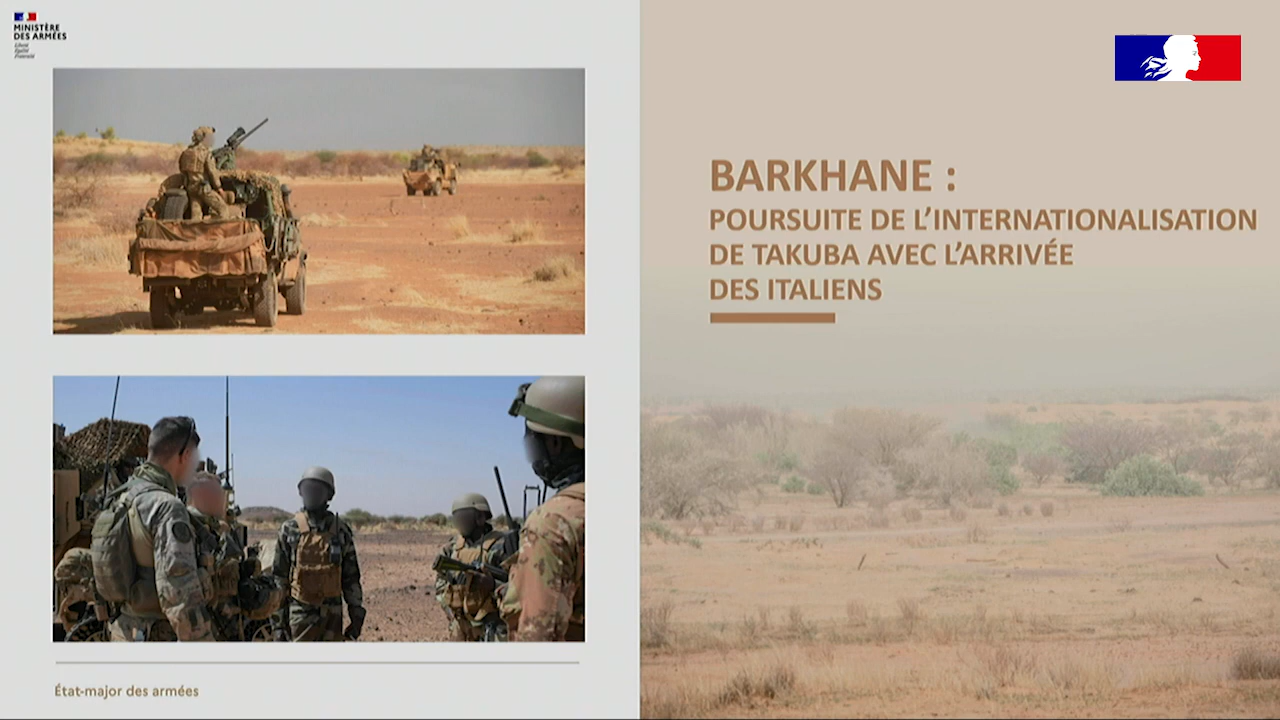 MINISTÈRE
DES ARMÉES
Liberté
Égalité
Fraternité
BARKHANE :
POURSUITE DE L'INTERNATIONALISATION
DE TAKUBA AVEC L'ARRIVÉE
DES ITALIENS
État-major des armées